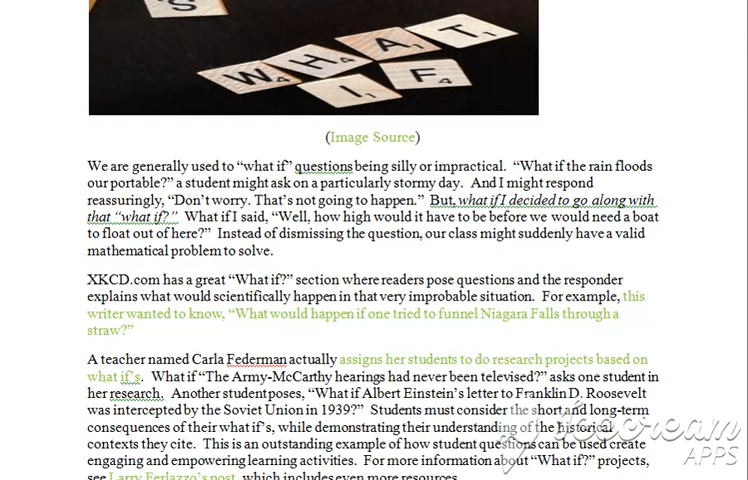 S
WHAT
W4 H4 A1 T1
I1 F4
(Image Source)
We are generally used to “what if” questions being silly or impractical.  “What if the rain floods
our portable?” a student might ask on a particularly stormy day.  And I might respond
reassuringly, “Don’t worry. That’s not going to happen.”  But, what if I decided to go along with
that “what if?”  What if I said, “Well, how high would it have to be before we would need a boat
to float out of here?”  Instead of dismissing the question, our class might suddenly have a valid
mathematical problem to solve.
XKCD.com has a great “What if?” section where readers pose questions and the responder
explains what would scientifically happen in that very improbable situation.  For example, this
writer wanted to know, “What would happen if one tried to funnel Niagara Falls through a
straw?”
A teacher named Carla Federman actually assigns her students to do research projects based on
what if’s.  What if “The Army-McCarthy hearings had never been televised?” asks one student in
her research.  Another student poses, “What if Albert Einstein’s letter to Franklin D. Roosevelt
was intercepted by the Soviet Union in 1939?”  Students must consider the short and long-term
consequences of their what if’s, while demonstrating their understanding of the historical
contexts they cite.  This is an outstanding example of how student questions can be used create
engaging and empowering learning activities.  For more information about “What if?” projects,
see Larry Ferlazzo’s post, which includes even more resources.
Icecream
APPS